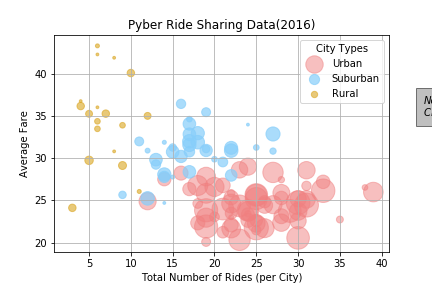 Pyber Ride Sharing Data(2016)
City Types
Urban
Suburban
Rural
Average Fare
40
35
30
25
20
5
10
15
20
25
30
35
40
Total Number of Rides (per City)